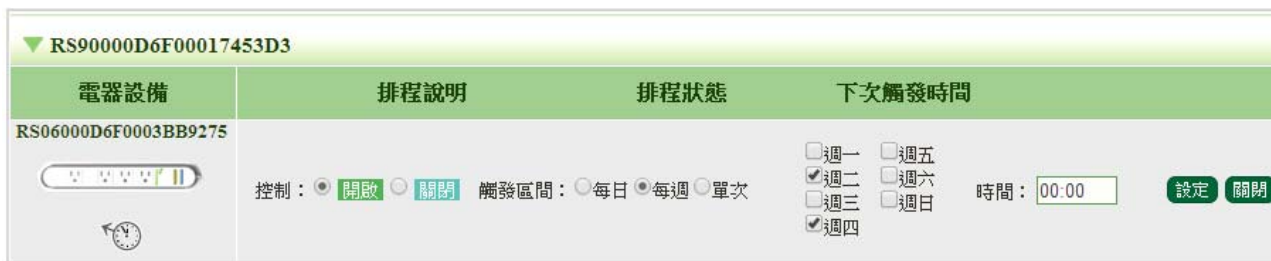 RS90000D6F00017453D3
電器設備 排程說明 排程狀態 下次觸發時間
RS06000D6F0003BB9275
控制： 開啟 關閉 觸發區間： 每日 每週 單次
週一 週五
週二 週六
週三 週日
週四
時間： 00:00
設定 關閉